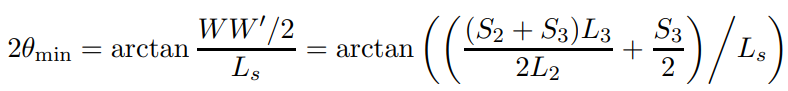 2θ_min = arctan (WW′/2)/(L_s) = arctan (((S_2 + S_3)L_3)/(2L_2) + (S_3)/(2)) / L_s)